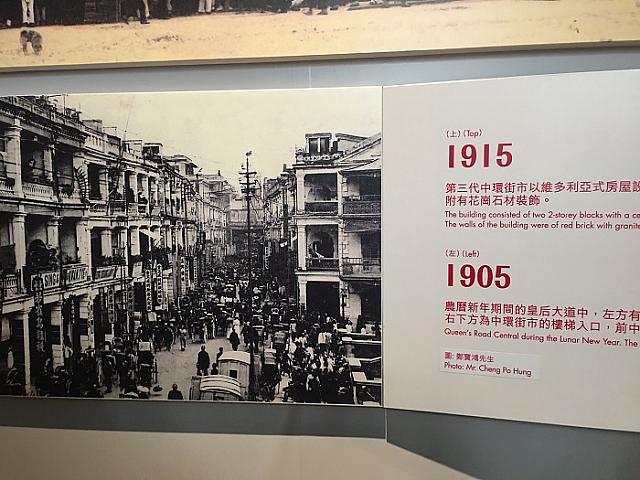 （上）(Top)
1915
第三代中環街市以維多利亞式房屋設
附有花崗石材裝飾。
The building consisted of two 2-storey blocks with a ce
The walls of the building were of red brick with granite
（左）(Left)
1905
農曆新年期間的皇后大道中，左方有
右下方為中環街市的樓梯入口，前中
Queen's Road Central during the Lunar New Year. The
圖：鄭寶鴻先生
Photo: Mr. Cheng Po Hung